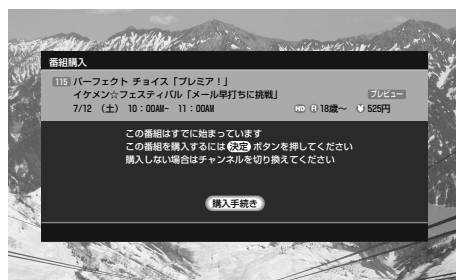 番組購入
115 パーフェクト チョイス「プレミア！」
イケメン☆フェスティバル「メール早打ちに挑戦」 プレビュー
7/12 （土） 10：00AM- 11：00AM HD R 18歳〜 ¥ 525円
この番組はすでに始まっています
この番組を購入するには 決定 ボタンを押してください
購入しない場合はチャンネルを切り換えてください
購入手続き